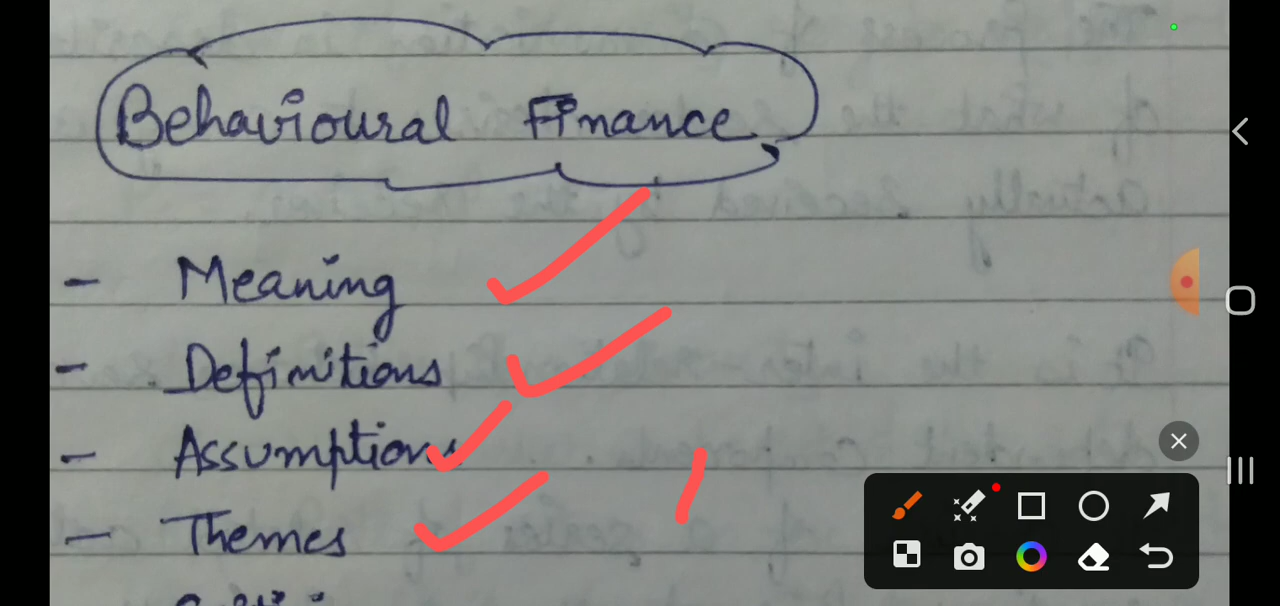 Behavioural Finance
- Meaning
- Definitions
- Assumptions
- Themes